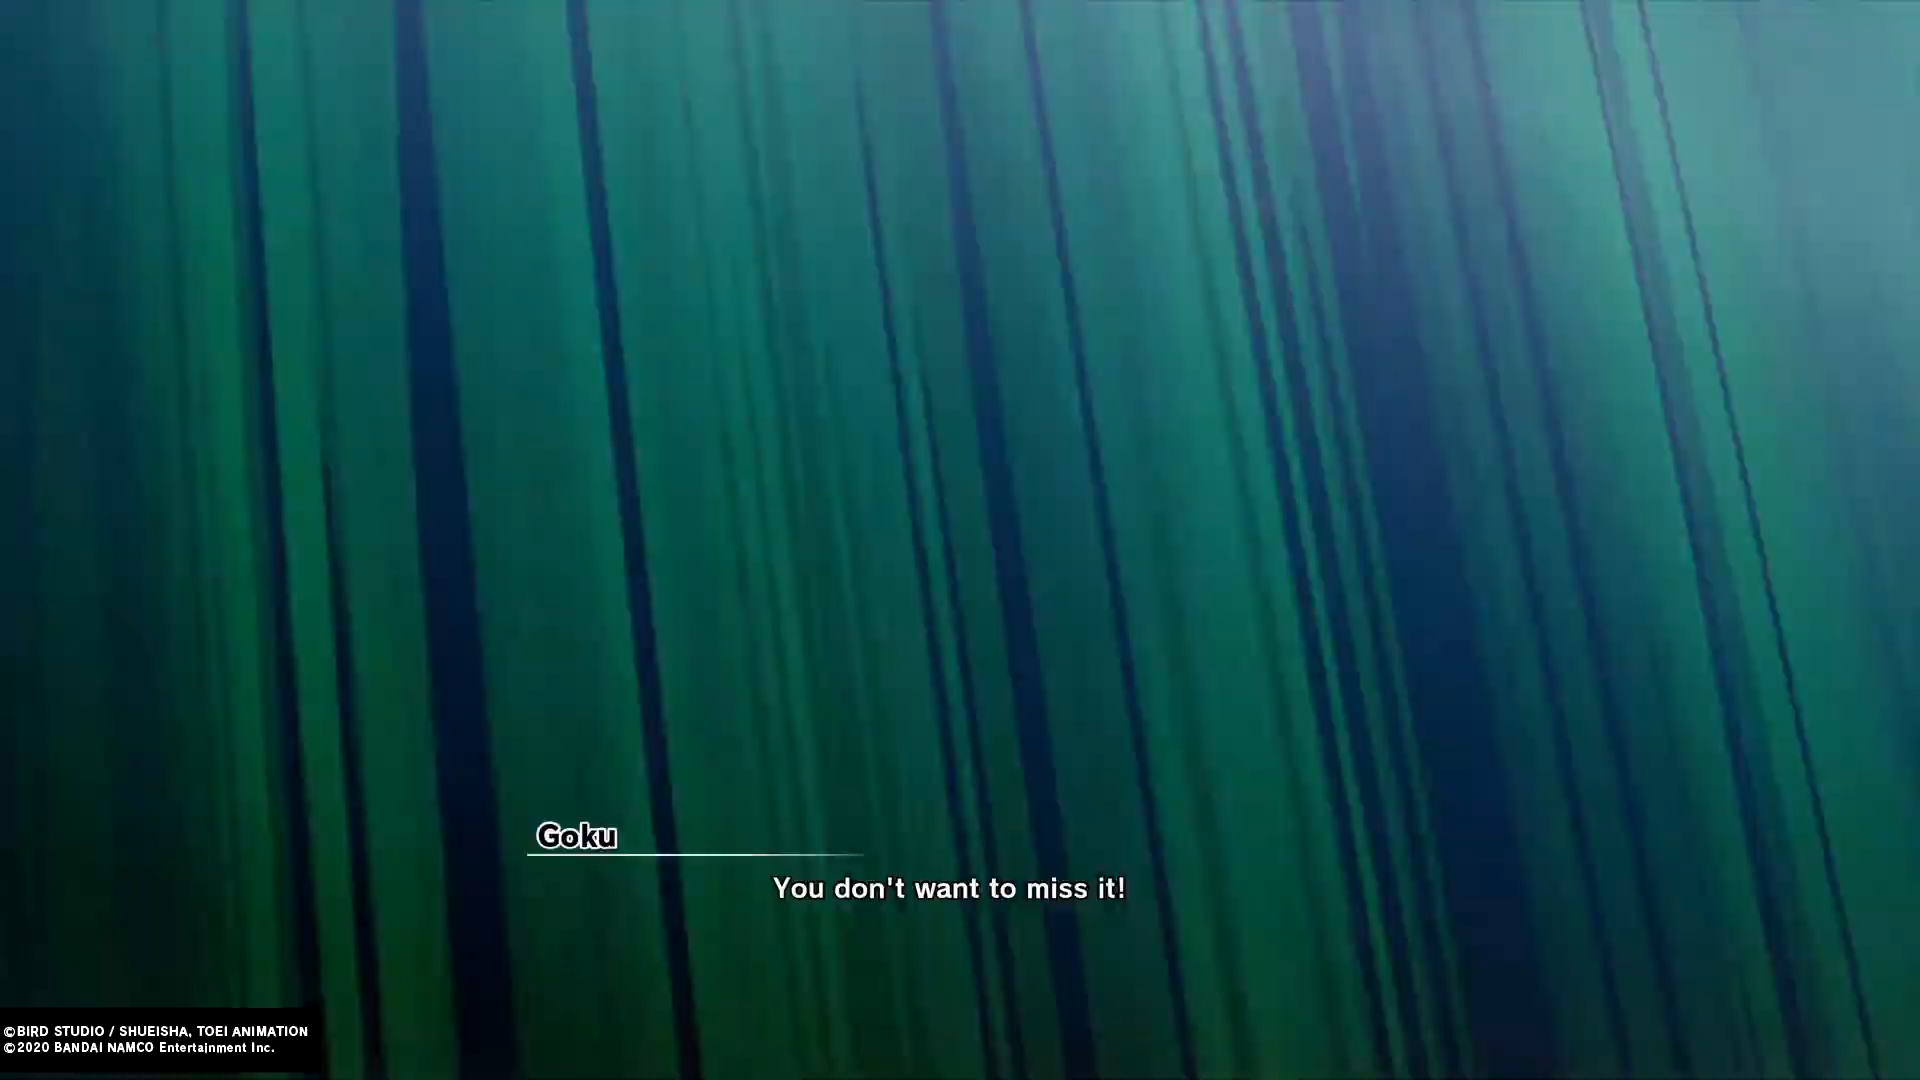 Goku
You don't want to miss it!
©BIRD STUDIO / SHUEISHA, TOEI ANIMATION
©2020 BANDAI NAMCO Entertainment Inc.